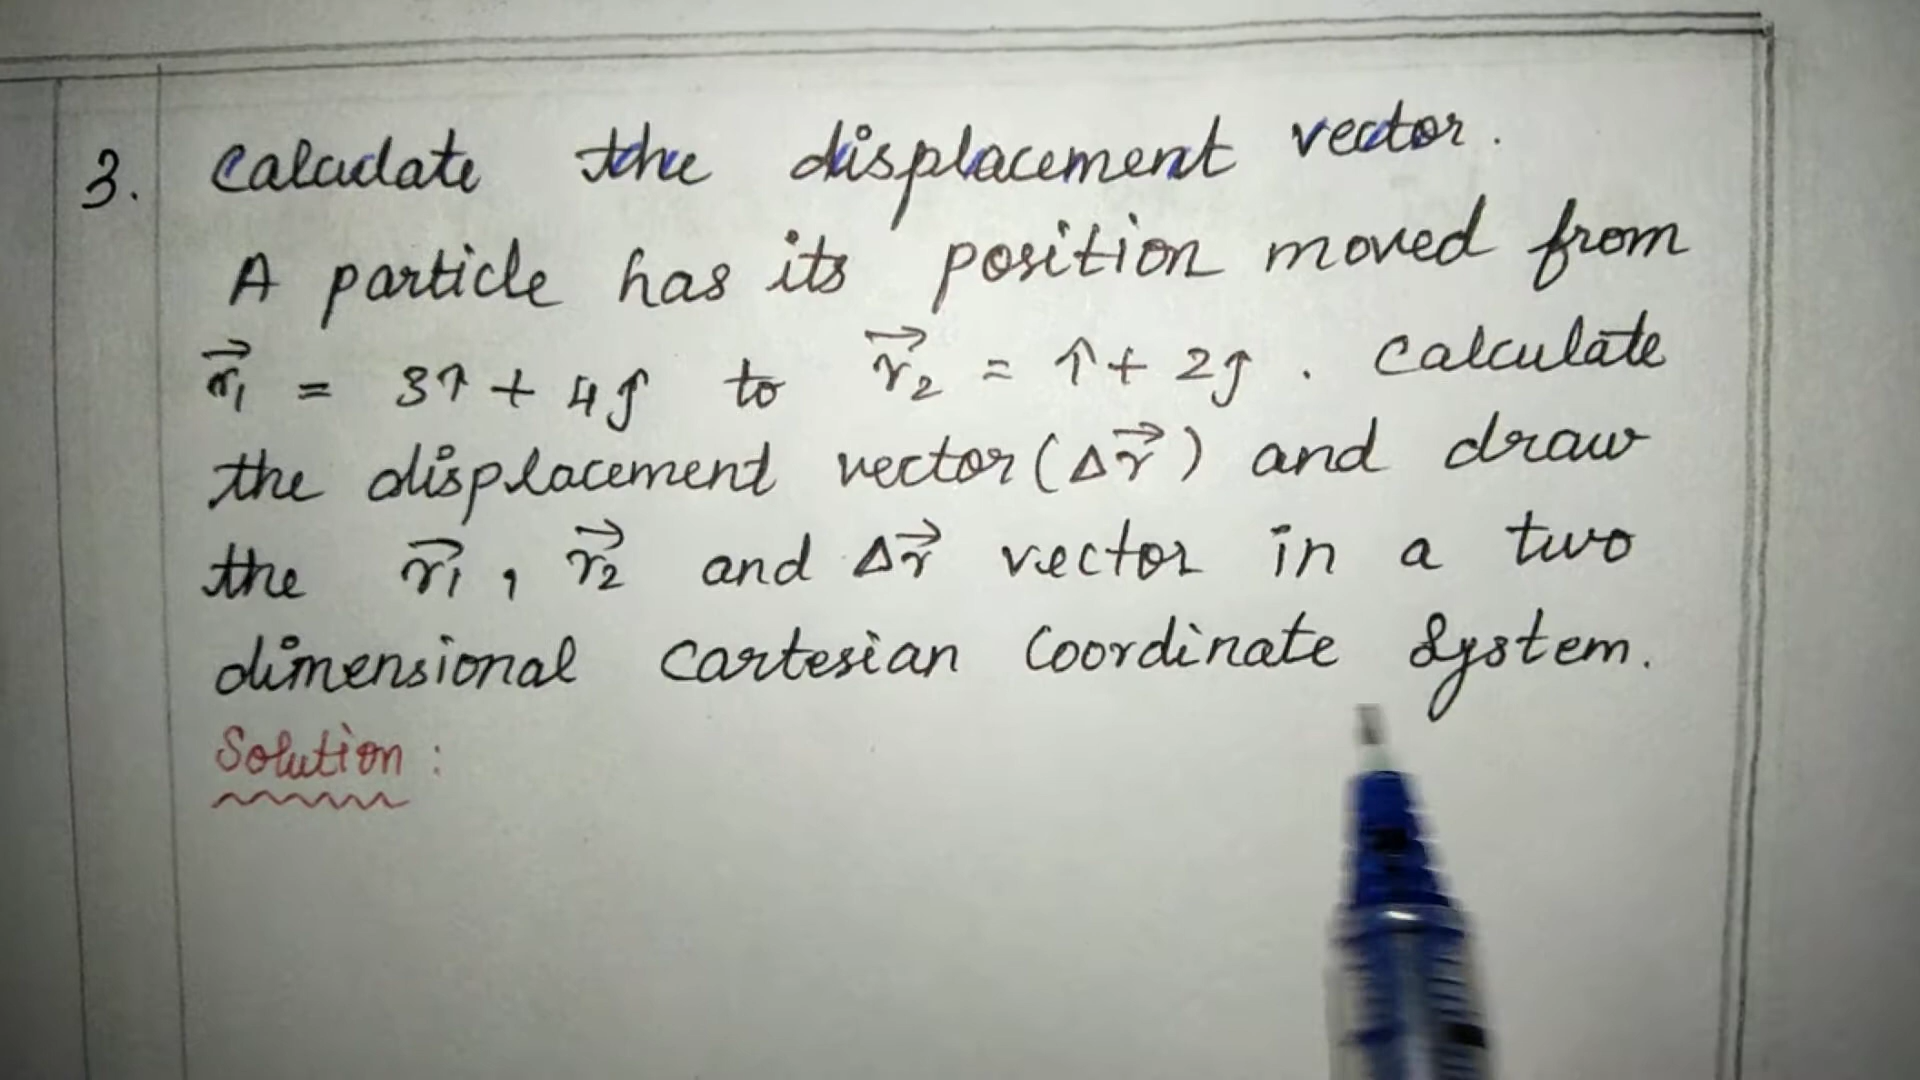 3. Calculate the displacement vector.
A particle has its position moved from
r⃗₁ = 3î + 4ĵ to r⃗₂ = î + 2ĵ. Calculate
the displacement vector (Δr⃗) and draw
the r⃗₁, r⃗₂ and Δr⃗ vector in a two
dimensional Cartesian Coordinate System.
Solution: